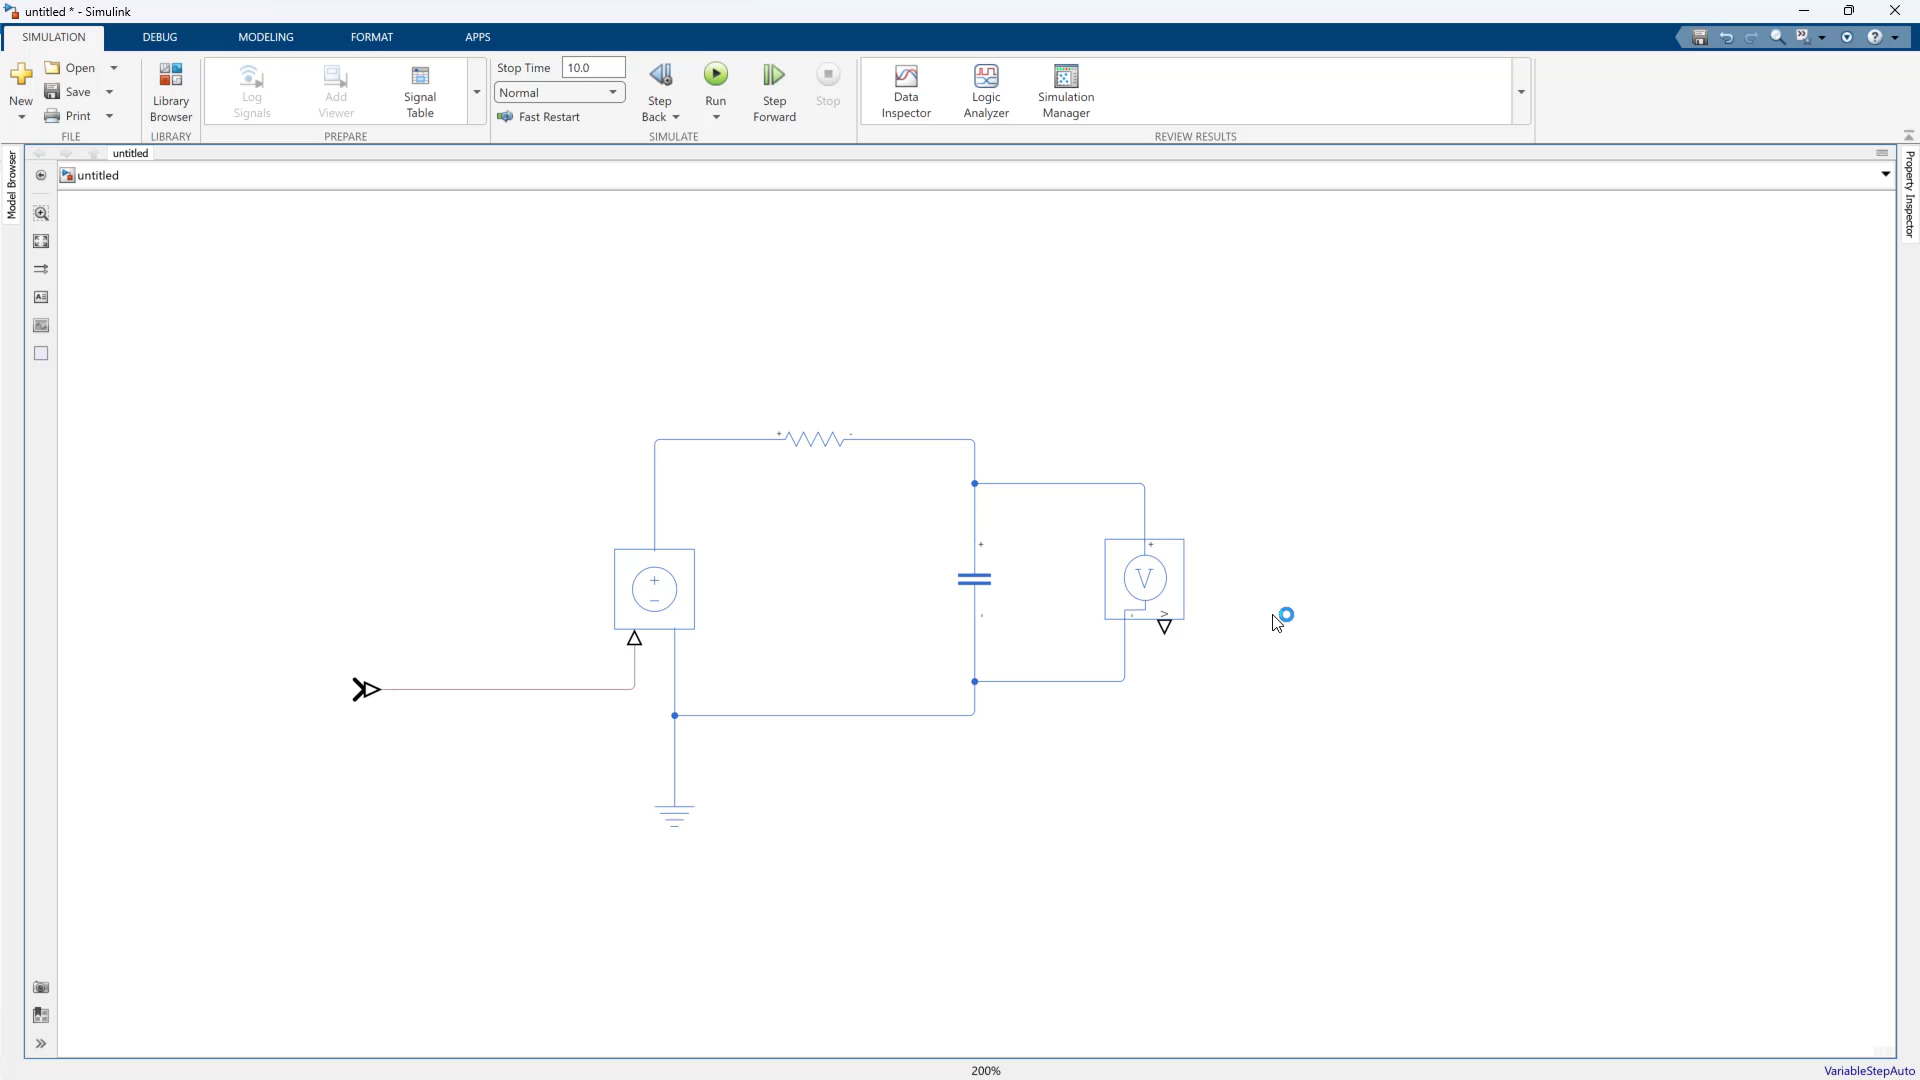 untitled * - Simulink
SIMULATION DEBUG MODELING FORMAT APPS
New
Open
Save
Print
FILE
Library
Browser
LIBRARY
Log
Signals
Add
Viewer
Signal
Table
PREPARE
Stop Time 10.0
Normal
Fast Restart
Step
Back
Run
Step
Forward
Stop
SIMULATE
Data
Inspector
Logic
Analyzer
Simulation
Manager
REVIEW RESULTS
Model Browser
untitled
untitled
Property Inspector
+ -
+
-
+
-
+
V
-
V
200%
VariableStepAuto